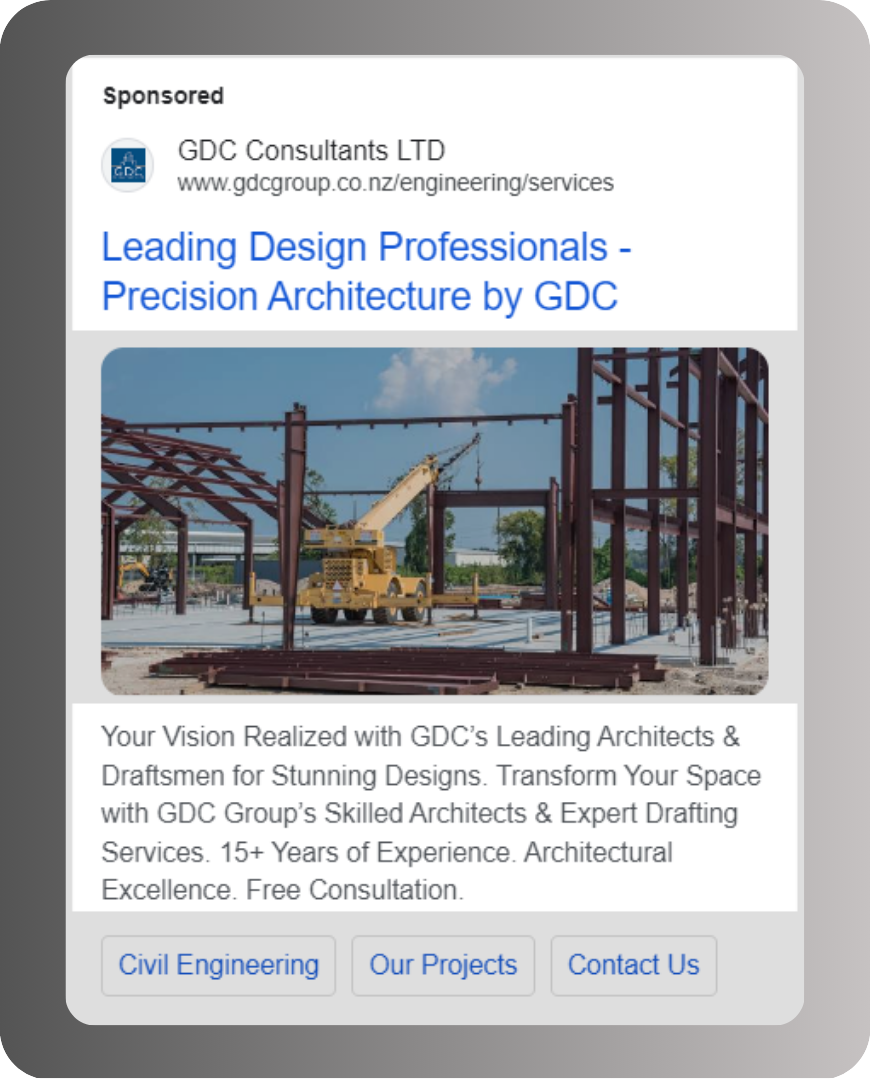 Sponsored
GDC
GDC Consultants LTD
www.gdcgroup.co.nz/engineering/services
Leading Design Professionals -
Precision Architecture by GDC
Your Vision Realized with GDC’s Leading Architects &
Draftsmen for Stunning Designs. Transform Your Space
with GDC Group’s Skilled Architects & Expert Drafting
Services. 15+ Years of Experience. Architectural
Excellence. Free Consultation.
Civil Engineering
Our Projects
Contact Us